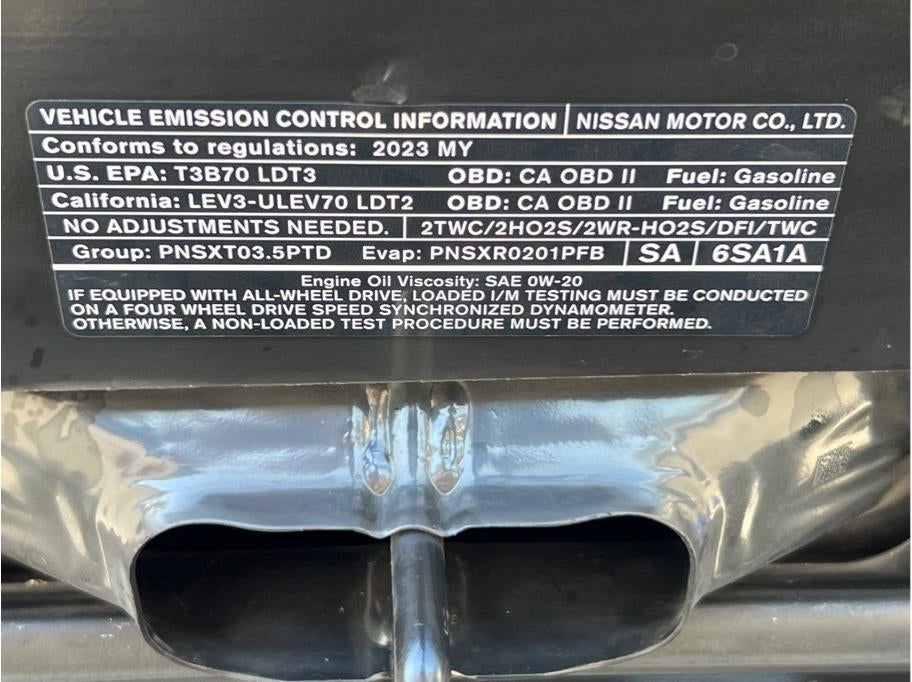 VEHICLE EMISSION CONTROL INFORMATION NISSAN MOTOR CO., LTD.
Conforms to regulations: 2023 MY
U.S. EPA: T3B70 LDT3 OBD: CA OBD II Fuel: Gasoline
California: LEV3-ULEV70 LDT2 OBD: CA OBD II Fuel: Gasoline
NO ADJUSTMENTS NEEDED. 2TWC/2HO2S/2WR-HO2S/DFI/TWC
Group: PNSXT03.5PTD Evap: PNSXR0201PFB SA 6SA1A
Engine Oil Viscosity: SAE 0W-20
IF EQUIPPED WITH ALL-WHEEL DRIVE, LOADED I/M TESTING MUST BE CONDUCTED
ON A FOUR WHEEL DRIVE SPEED SYNCHRONIZED DYNAMOMETER.
OTHERWISE, A NON-LOADED TEST PROCEDURE MUST BE PERFORMED.